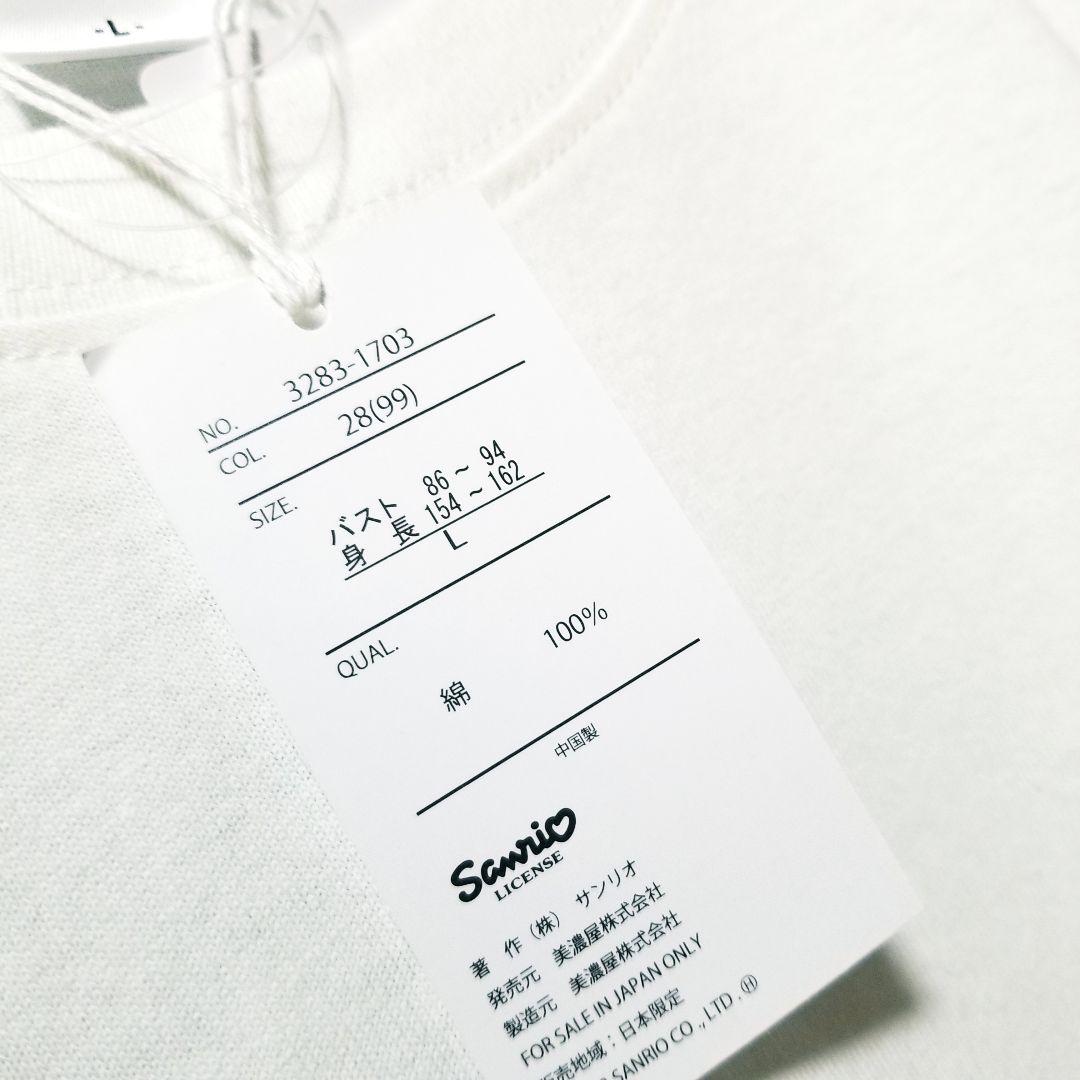 -L-
NO. 3283-1703
COL. 28(99)
SIZE. バスト 86～94
身長 154～162
L
QUAL.
綿 100%
中国製
Sanrio
LICENSE
著作（株）サンリオ
発売元 美濃屋株式会社
製造元 美濃屋株式会社
FOR SALE IN JAPAN ONLY
売地域：日本限定
SANRIO CO., LTD. Ⓗ